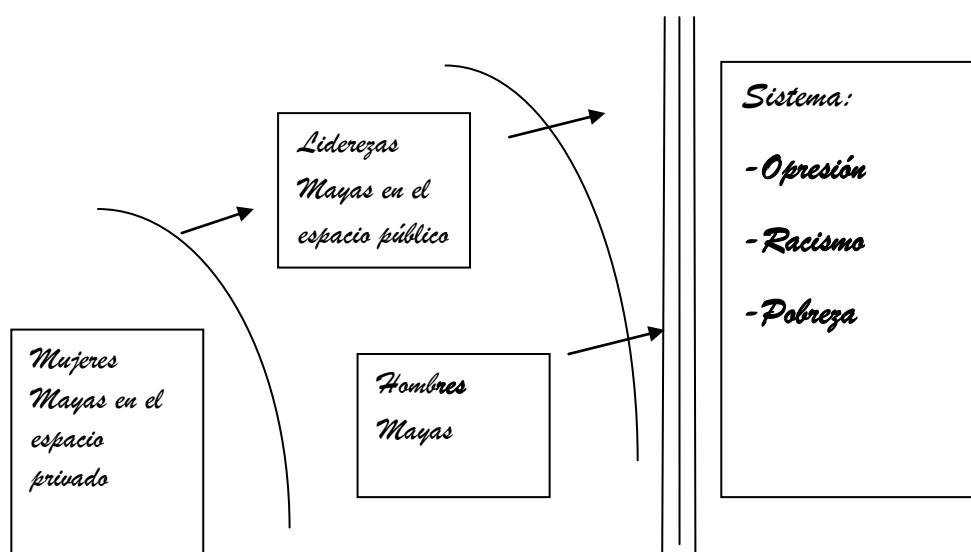 Sistema:
-Opresión
-Racismo
-Pobreza
Liderezas
Mayas en el
espacio público
Mujeres
Mayas en el
espacio
privado
Hombres
Mayas